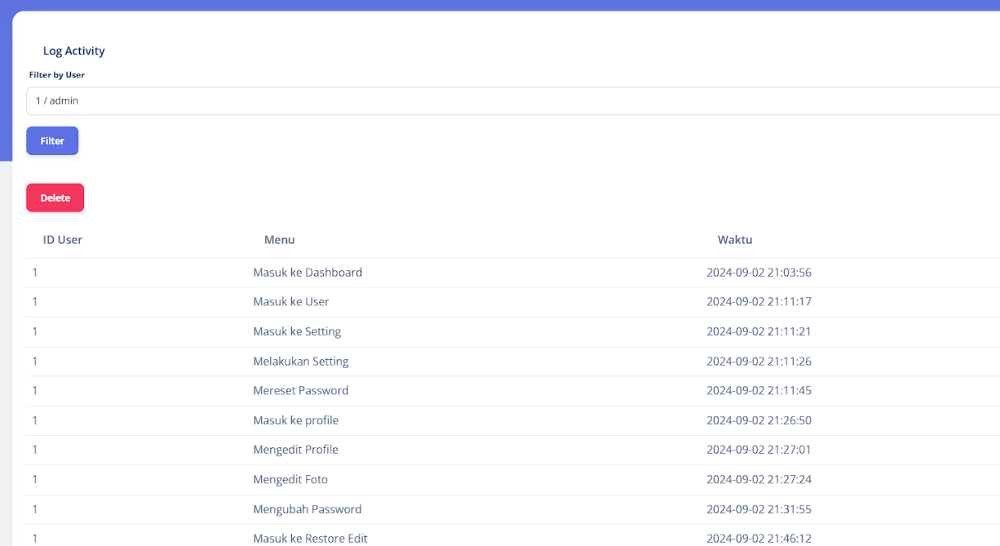 Log Activity
Filter by User
1 / admin
Filter
Delete
ID User Menu Waktu
1 Masuk ke Dashboard 2024-09-02 21:03:56
1 Masuk ke User 2024-09-02 21:11:17
1 Masuk ke Setting 2024-09-02 21:11:21
1 Melakukan Setting 2024-09-02 21:11:26
1 Mereset Password 2024-09-02 21:11:45
1 Masuk ke profile 2024-09-02 21:26:50
1 Mengedit Profile 2024-09-02 21:27:01
1 Mengedit Foto 2024-09-02 21:27:24
1 Mengubah Password 2024-09-02 21:31:55
1 Masuk ke Restore Edit 2024-09-02 21:46:12